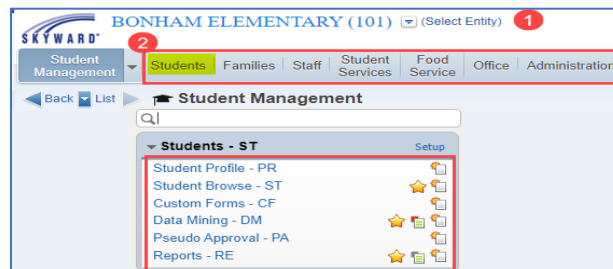 BONHAM ELEMENTARY (101) (Select Entity) 1
SKYWARD®
2
Student Management Students Families Staff Student Services Food Service Office Administration
Back List Student Management
Students - ST Setup
Student Profile - PR
Student Browse - ST
Custom Forms - CF
Data Mining - DM
Pseudo Approval - PA
Reports - RE